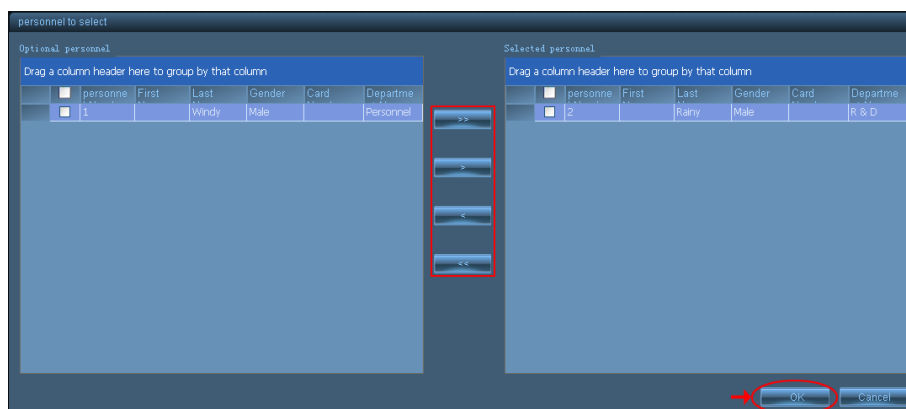 personnel to select
Optional personnel
Drag a column header here to group by that column
personne First Last Gender Card Departme
1 Windy Male Personnel
>>
>
<
<<
Selected personnel
Drag a column header here to group by that column
personne First Last Gender Card Departme
2 Rainy Male R & D
OK Cancel